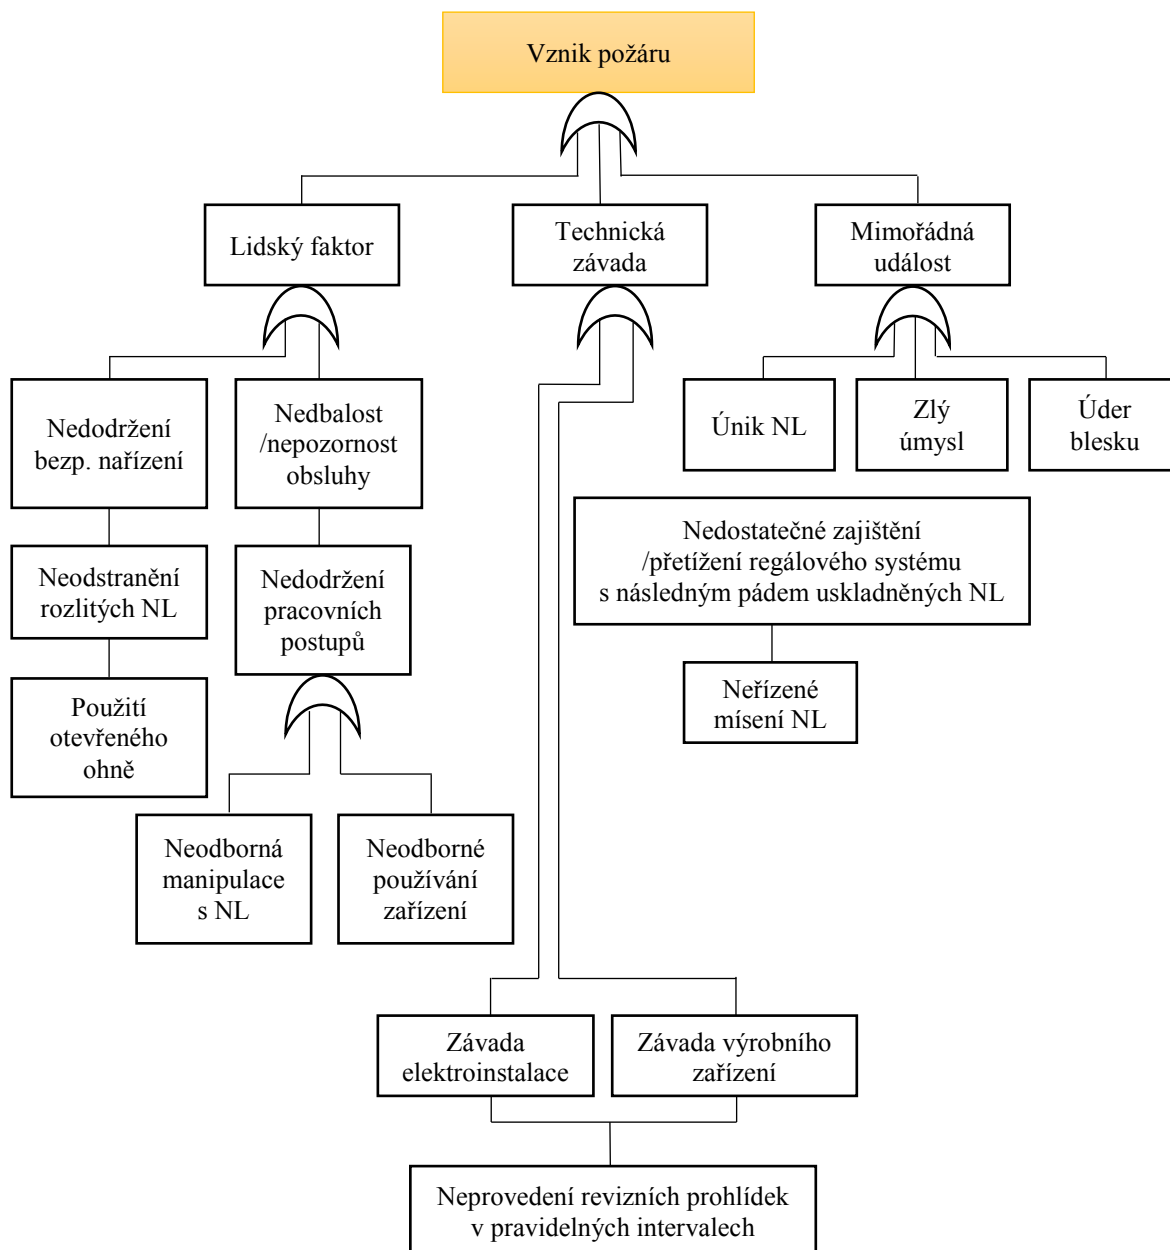 Vznik požáru
Lidský faktor
Technická
závada
Mimořádná
událost
Nedodržení
bezp. nařízení
Nedbalost
/nepozornost
obsluhy
Únik NL
Zlý
úmysl
Úder
blesku
Neodstranění
rozlitých NL
Nedodržení
pracovních
postupů
Nedostatečné zajištění
/přetížení regálového systému
s následným pádem uskladněných NL
Neřízené
mísení NL
Použití
otevřeného
ohně
Neodborná
manipulace
s NL
Neodborné
používání
zařízení
Závada
elektroinstalace
Závada výrobního
zařízení
Neprovedení revizních prohlídek
v pravidelných intervalech